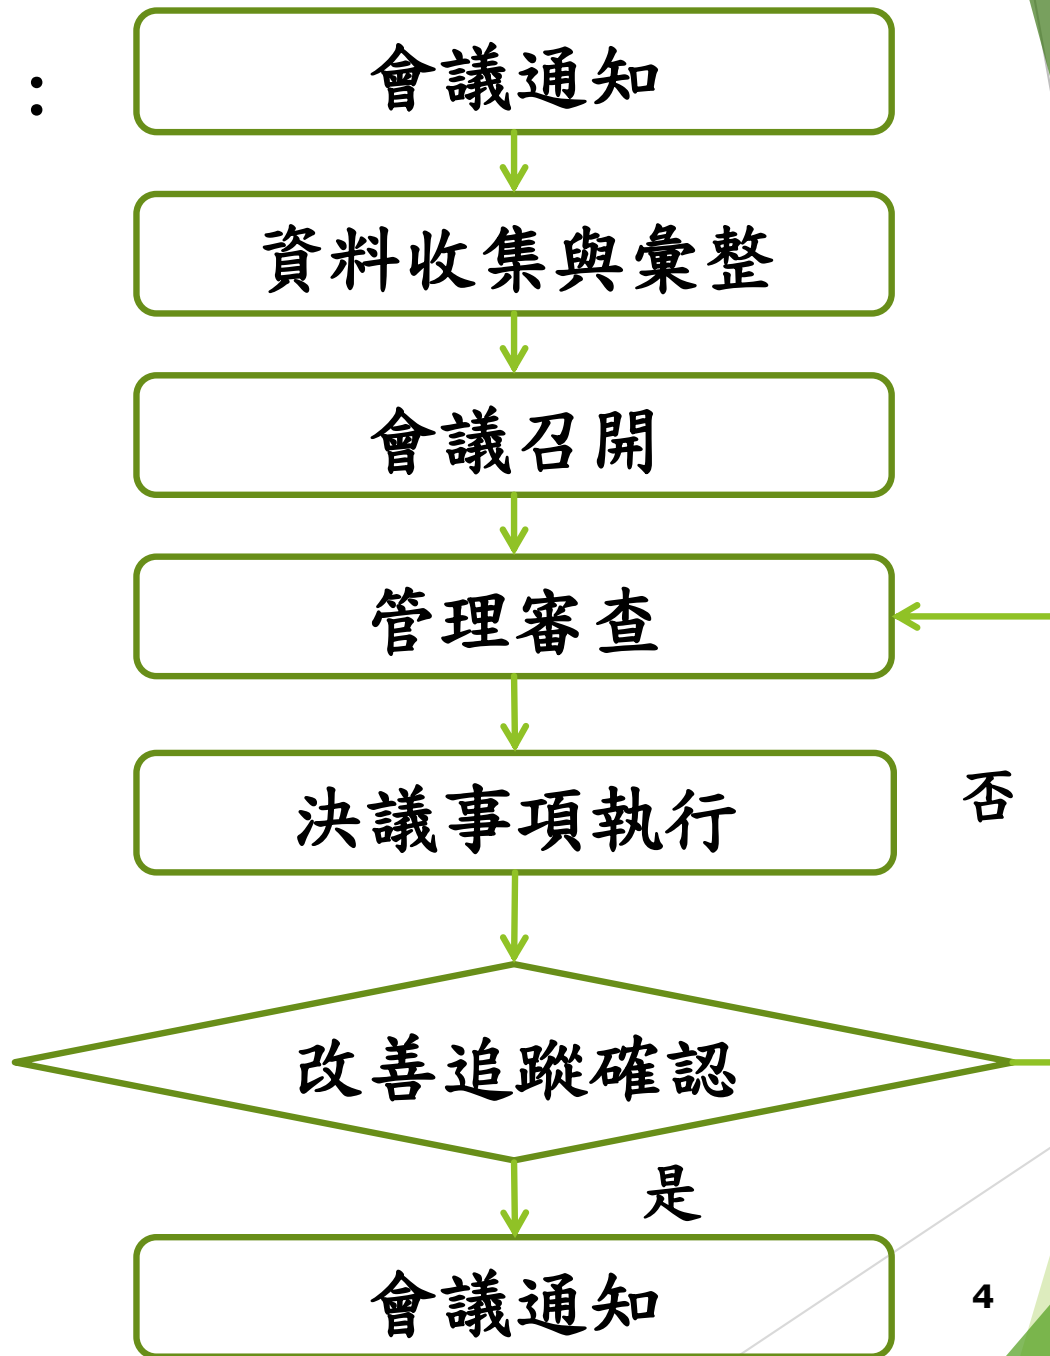 會議通知
：
資料收集與彙整
會議召開
管理審查
決議事項執行
否
改善追蹤確認
是
會議通知
4